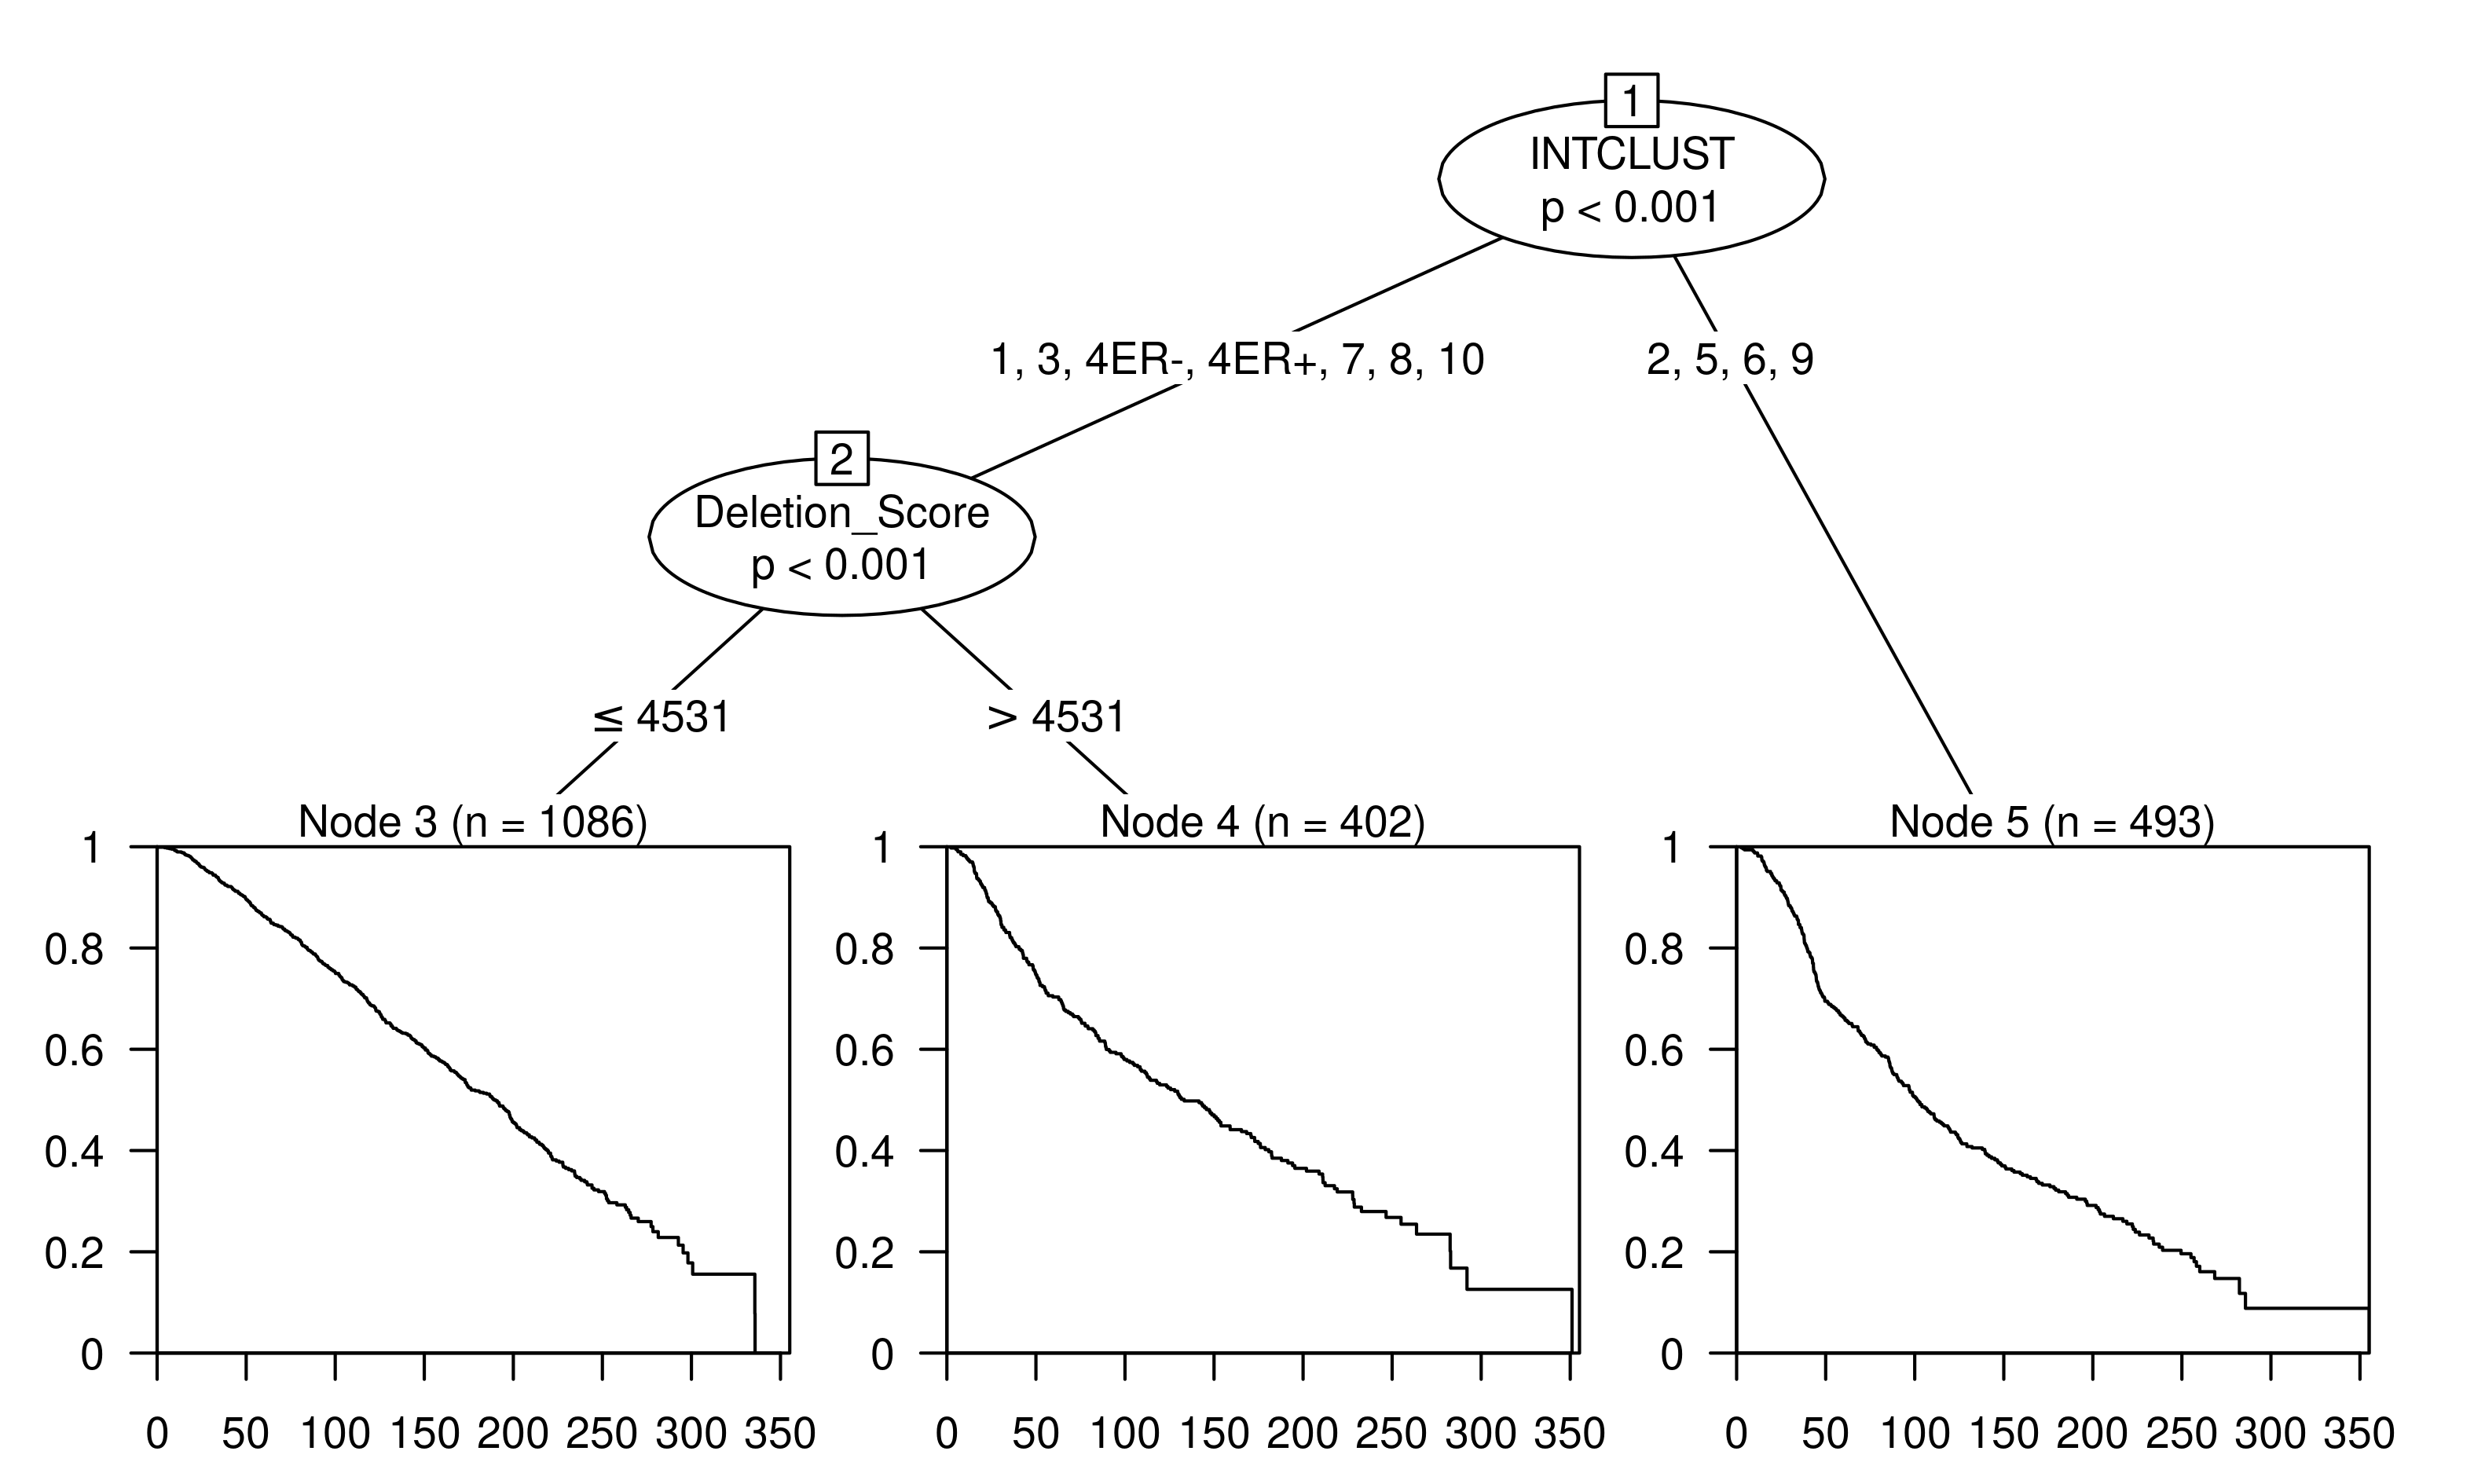 1
INTCLUST
p < 0.001
1, 3, 4ER-, 4ER+, 7, 8, 10
2, 5, 6, 9
2
Deletion_Score
p < 0.001
≤ 4531
> 4531
Node 3 (n = 1086)
1
0.8
0.6
0.4
0.2
0
0 50 100 150 200 250 300 350
Node 4 (n = 402)
1
0.8
0.6
0.4
0.2
0
0 50 100 150 200 250 300 350
Node 5 (n = 493)
1
0.8
0.6
0.4
0.2
0
0 50 100 150 200 250 300 350